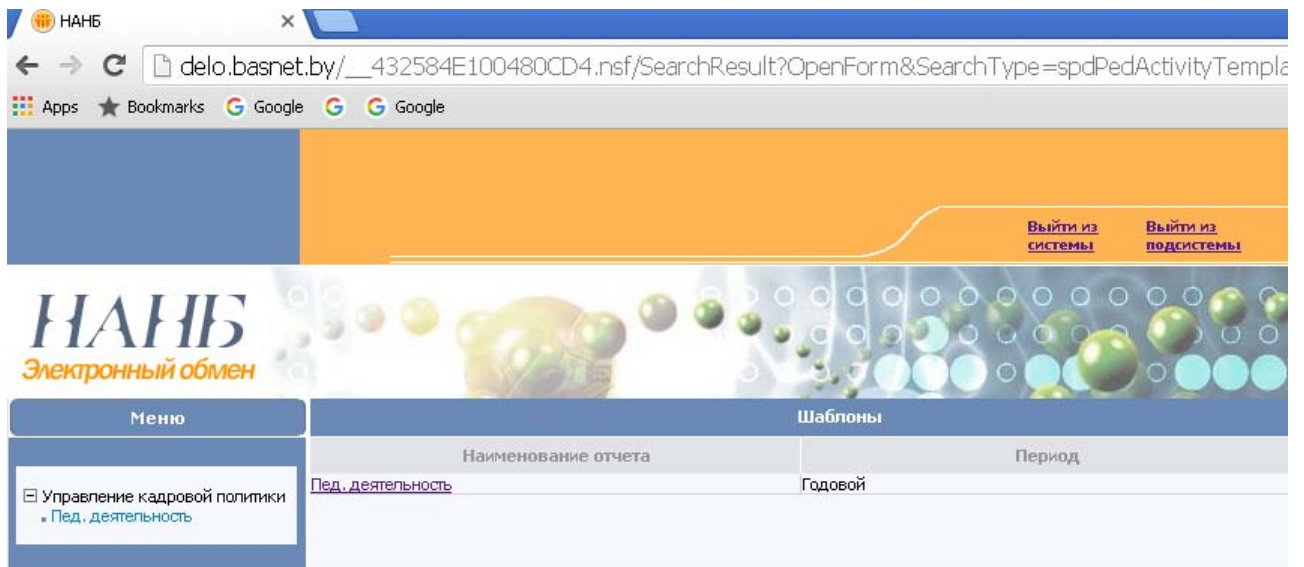 НАНБ
delo.basnet.by/__432584E100480CD4.nsf/SearchResult?OpenForm&SearchType=spdPedActivityTempla
Apps Bookmarks Google Google
Выйти из системы Выйти из подсистемы
НАНБ
Электронный обмен
Меню
Шаблоны
Наименование отчета Период
Пед. деятельность Годовой
Управление кадровой политики
Пед. деятельность